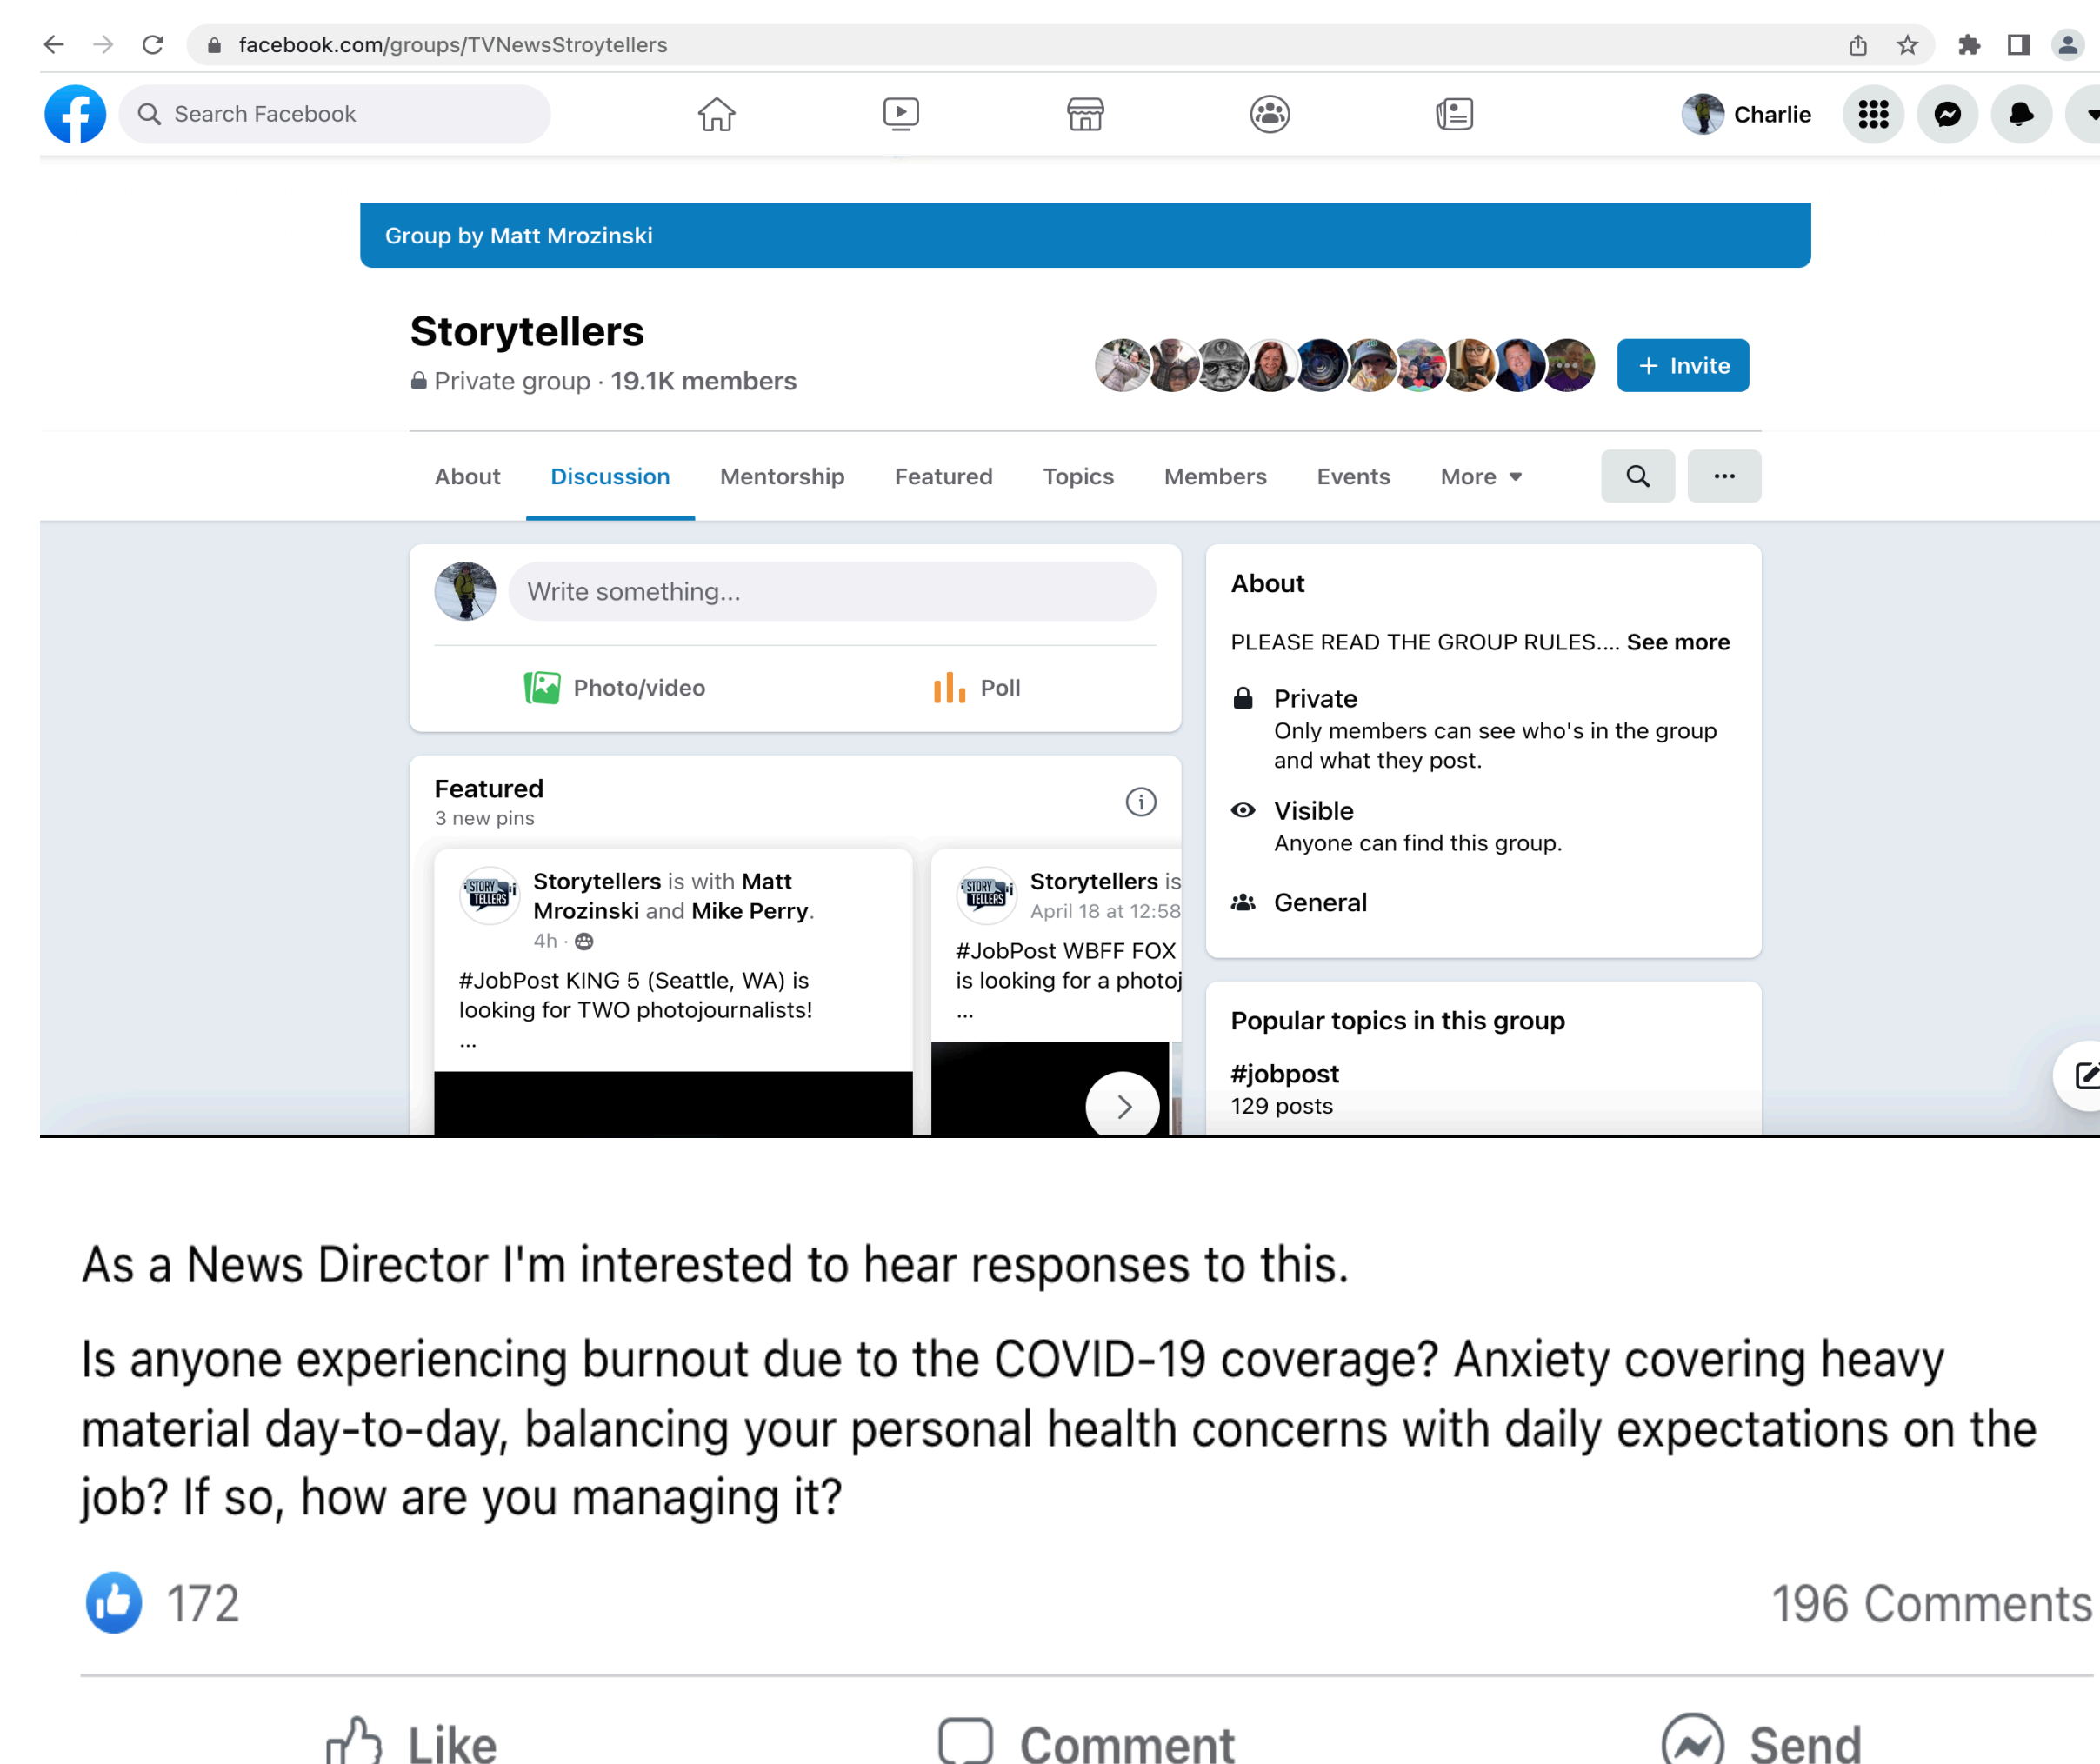 facebook.com/groups/TVNewsStroytellers
Search Facebook
Charlie
Group by Matt Mrozinski
Storytellers
Private group · 19.1K members
+ Invite
About Discussion Mentorship Featured Topics Members Events More
Write something...
Photo/video Poll
Featured
3 new pins
STORY TELLERS
Storytellers is with Matt
Mrozinski and Mike Perry.
4h ·
#JobPost KING 5 (Seattle, WA) is
looking for TWO photojournalists!
...
STORY TELLERS
Storytellers is
April 18 at 12:58
#JobPost WBFF FOX
is looking for a photoj
...
About
PLEASE READ THE GROUP RULES.... See more
Private
Only members can see who's in the group
and what they post.
Visible
Anyone can find this group.
General
Popular topics in this group
#jobpost
129 posts
As a News Director I'm interested to hear responses to this.
Is anyone experiencing burnout due to the COVID-19 coverage? Anxiety covering heavy
material day-to-day, balancing your personal health concerns with daily expectations on the
job? If so, how are you managing it?
172
196 Comments
Like Comment Send